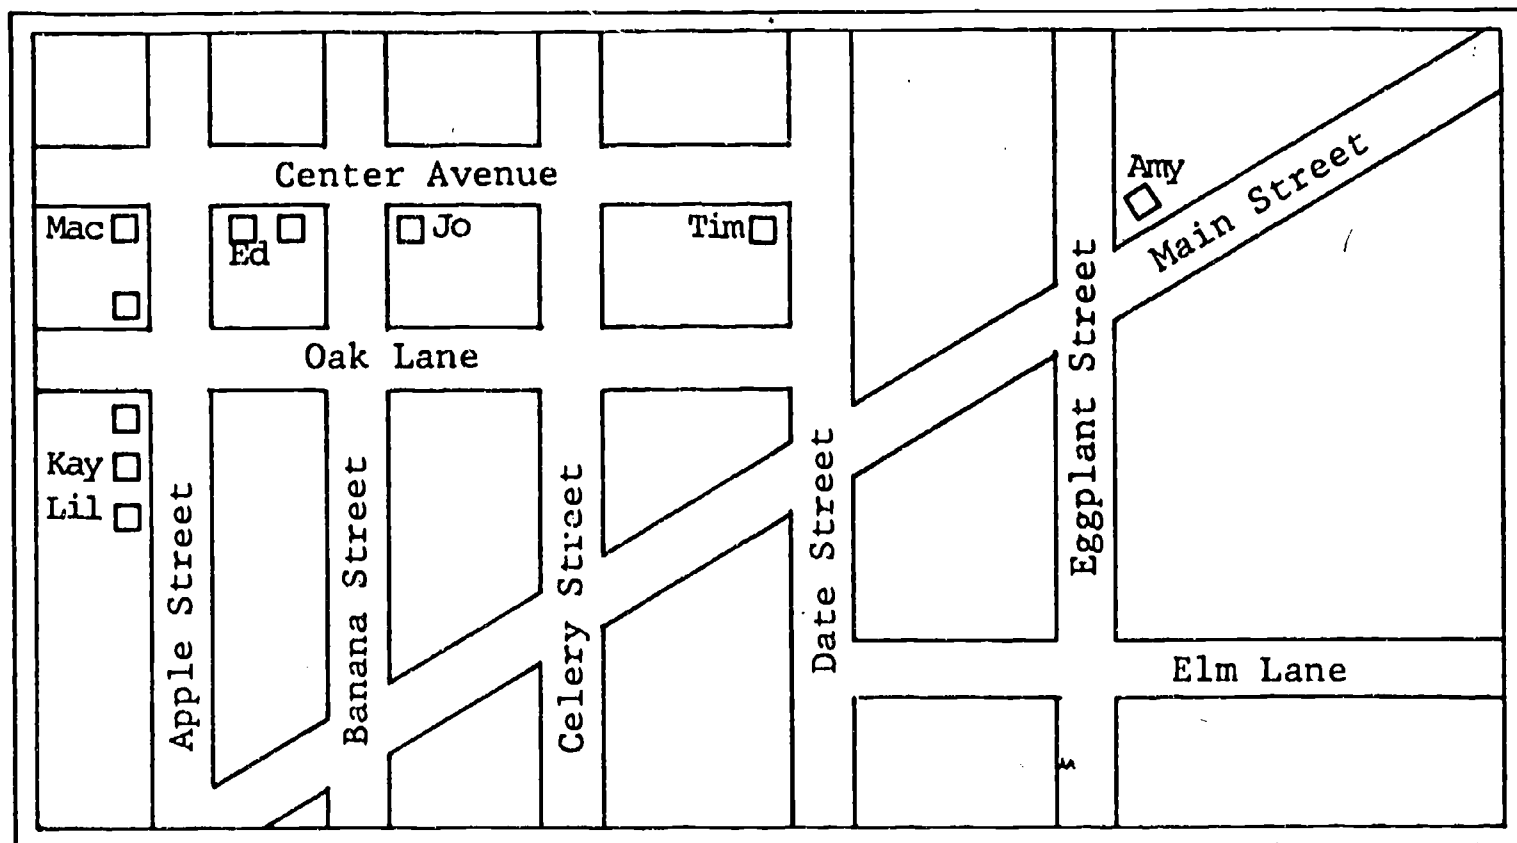 Center Avenue
Amy
Main Street
Mac
Ed
Jo
Tim
Oak Lane
Kay
Lil
Apple Street
Banana Street
Celery Street
Date Street
Eggplant Street
Elm Lane